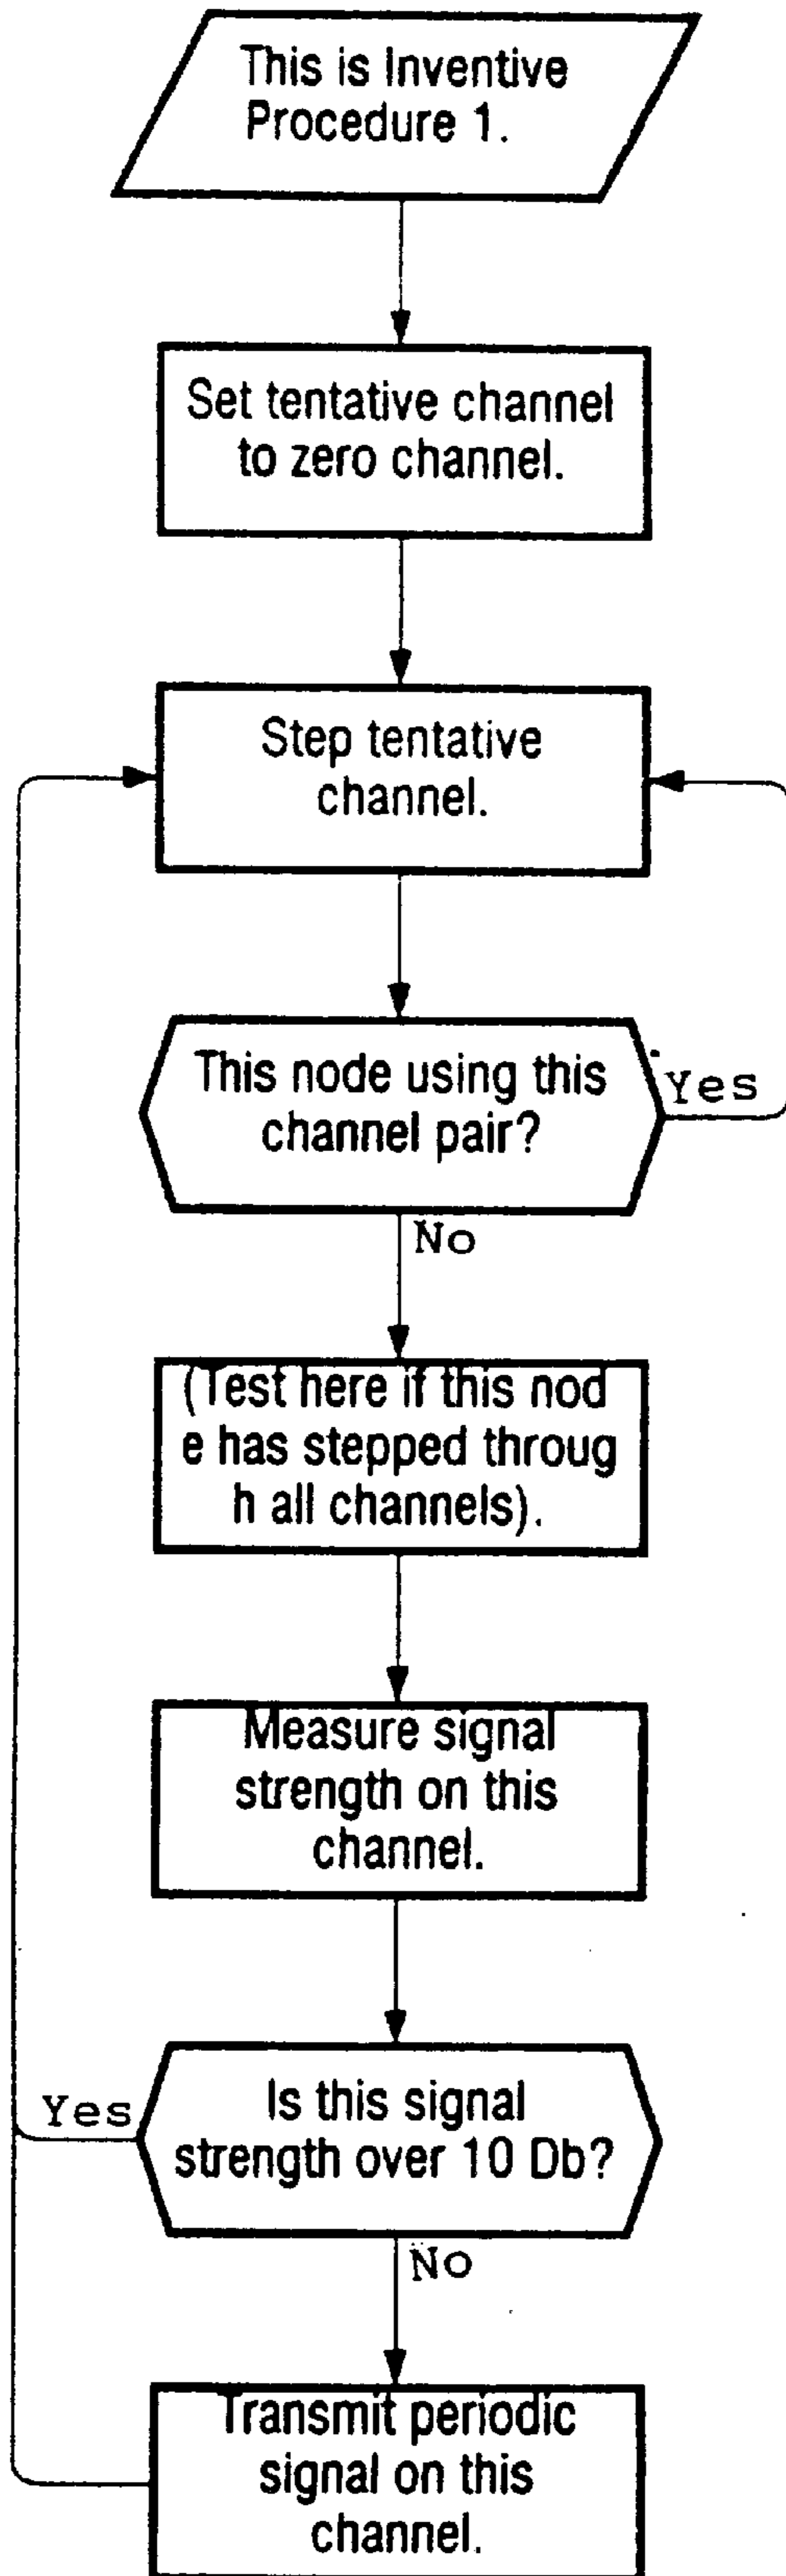 This is Inventive
Procedure 1.
Set tentative channel
to zero channel.
Step tentative
channel.
This node using this
channel pair?
Yes
No
(Test here if this nod
e has stepped throug
h all channels).
Measure signal
strength on this
channel.
Is this signal
strength over 10 Db?
Yes
No
Transmit periodic
signal on this
channel.